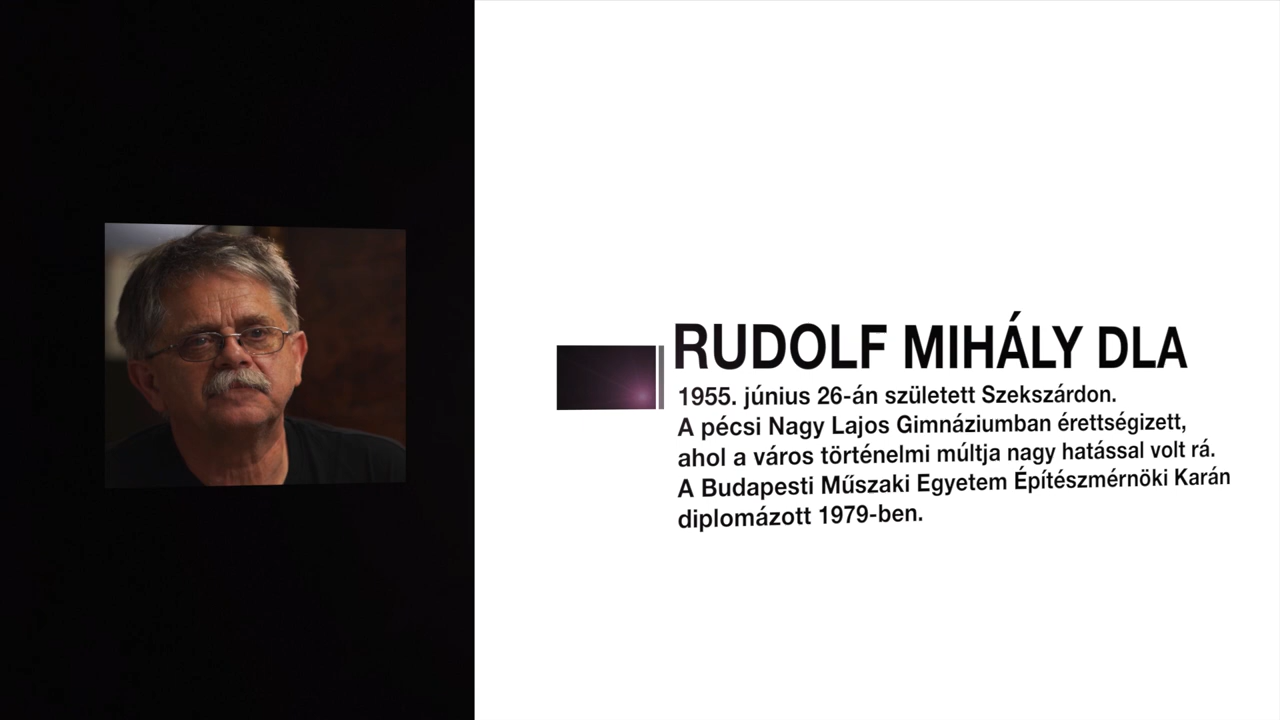 RUDOLF MIHÁLY DLA
1955. június 26-án született Szekszárdon.
A pécsi Nagy Lajos Gimnáziumban érettségizett,
ahol a város történelmi múltja nagy hatással volt rá.
A Budapesti Műszaki Egyetem Építészmérnöki Karán
diplomázott 1979-ben.